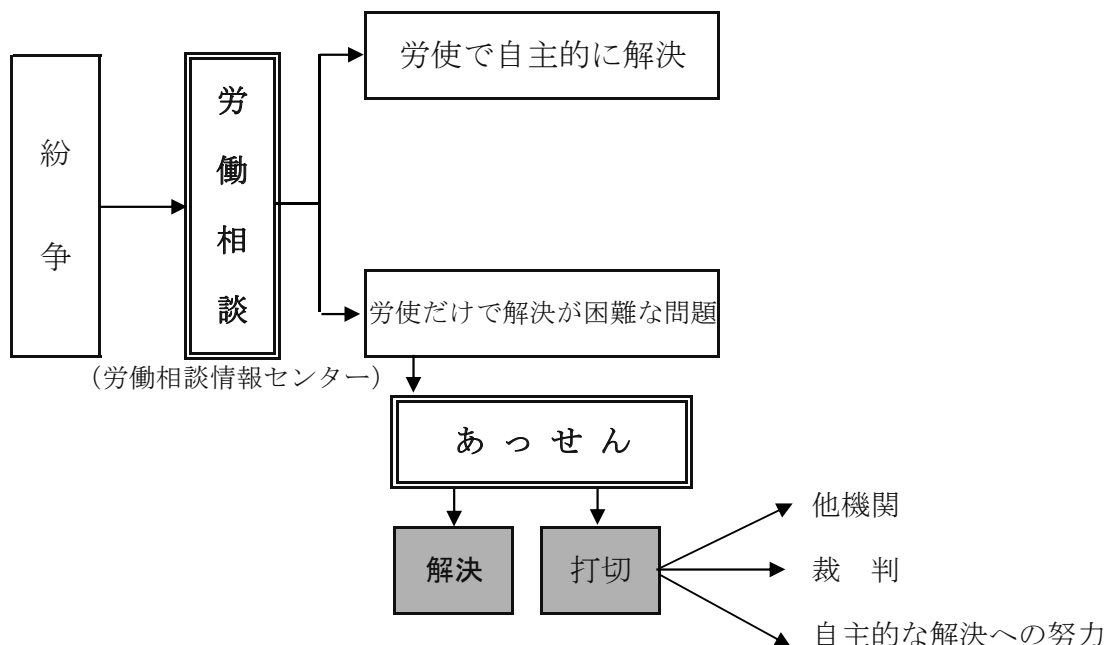 紛争
労働相談
（労働相談情報センター）
労使で自主的に解決
労使だけで解決が困難な問題
あっせん
解決
打切
他機関
裁　判
自主的な解決への努力